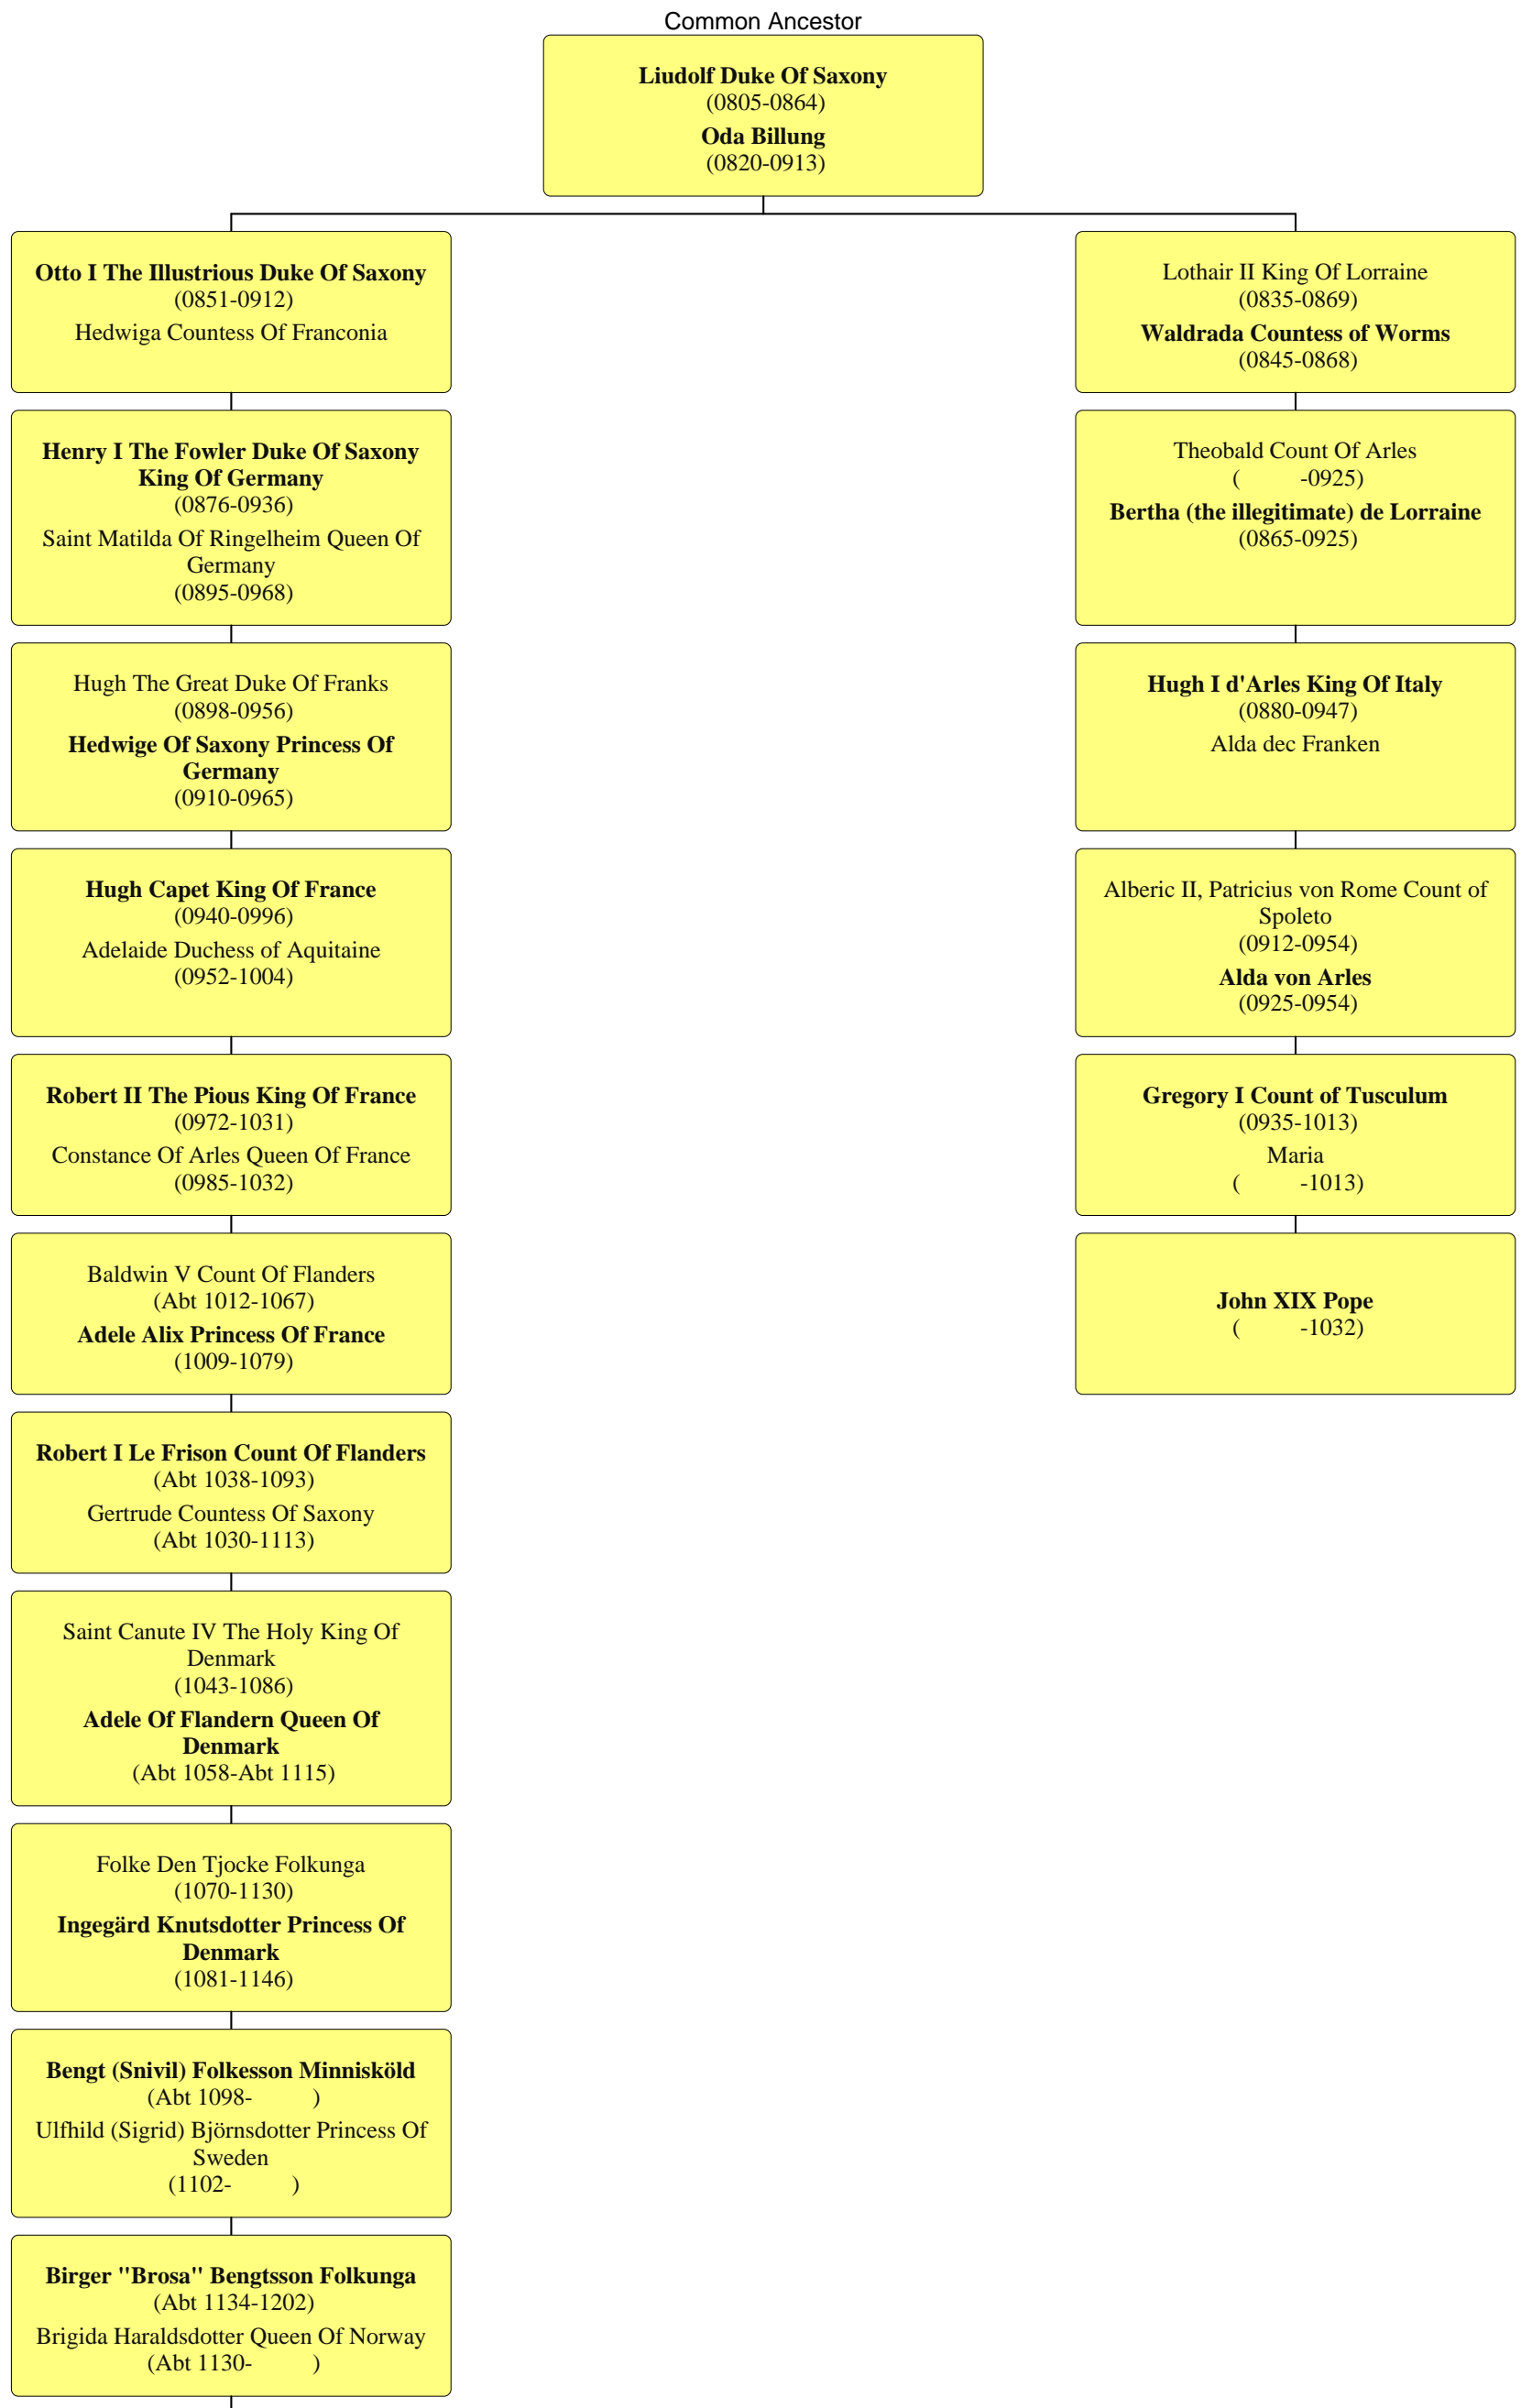 Common Ancestor
Liudolf Duke Of Saxony
(0805-0864)
Oda Billung
(0820-0913)
Otto I The Illustrious Duke Of Saxony
(0851-0912)
Hedwiga Countess Of Franconia
Lothair II King Of Lorraine
(0835-0869)
Waldrada Countess of Worms
(0845-0868)
Henry I The Fowler Duke Of Saxony
King Of Germany
(0876-0936)
Saint Matilda Of Ringelheim Queen Of
Germany
(0895-0968)
Theobald Count Of Arles
(          -0925)
Bertha (the illegitimate) de Lorraine
(0865-0925)
Hugh The Great Duke Of Franks
(0898-0956)
Hedwige Of Saxony Princess Of
Germany
(0910-0965)
Hugh I d'Arles King Of Italy
(0880-0947)
Alda dec Franken
Hugh Capet King Of France
(0940-0996)
Adelaide Duchess of Aquitaine
(0952-1004)
Alberic II, Patricius von Rome Count of
Spoleto
(0912-0954)
Alda von Arles
(0925-0954)
Robert II The Pious King Of France
(0972-1031)
Constance Of Arles Queen Of France
(0985-1032)
Gregory I Count of Tusculum
(0935-1013)
Maria
(          -1013)
Baldwin V Count Of Flanders
(Abt 1012-1067)
Adele Alix Princess Of France
(1009-1079)
John XIX Pope
(          -1032)
Robert I Le Frison Count Of Flanders
(Abt 1038-1093)
Gertrude Countess Of Saxony
(Abt 1030-1113)
Saint Canute IV The Holy King Of
Denmark
(1043-1086)
Adele Of Flandern Queen Of
Denmark
(Abt 1058-Abt 1115)
Folke Den Tjocke Folkunga
(1070-1130)
Ingegärd Knutsdotter Princess Of
Denmark
(1081-1146)
Bengt (Snivil) Folkesson Minnisköld
(Abt 1098-          )
Ulfhild (Sigrid) Björnsdotter Princess Of
Sweden
(1102-          )
Birger "Brosa" Bengtsson Folkunga
(Abt 1134-1202)
Brigida Haraldsdotter Queen Of Norway
(Abt 1130-          )